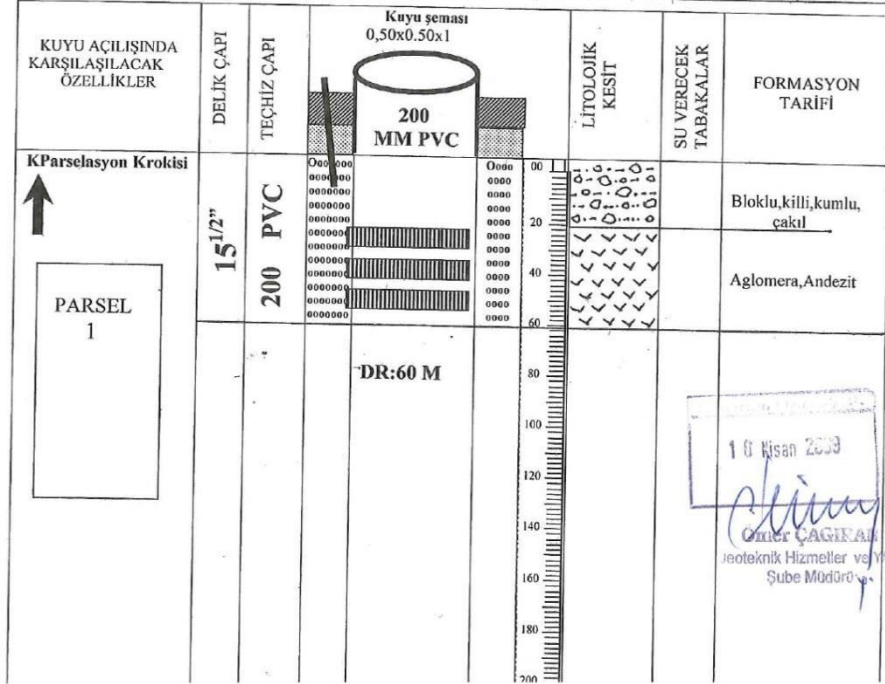 KUYU AÇILIŞINDA
KARŞILAŞILACAK
ÖZELLİKLER
DELİK ÇAPI
TEÇHİZ ÇAPI
Kuyu şeması
0,50x0.50x1
200
MM PVC
LİTOLOJİK
KESİT
SU VERECEK
TABAKALAR
FORMASYON
TARİFİ
KParselasyon Krokisi
PARSEL
1
15 1/2”
200 PVC
00
20
40
60
80
100
120
140
160
180
200
DR:60 M
Bloklu,killi,kumlu,
çakıl
Aglomera,Andezit
Nisan
Ömer
Jeoteknik Hizmetler ve
Şube Müdürü